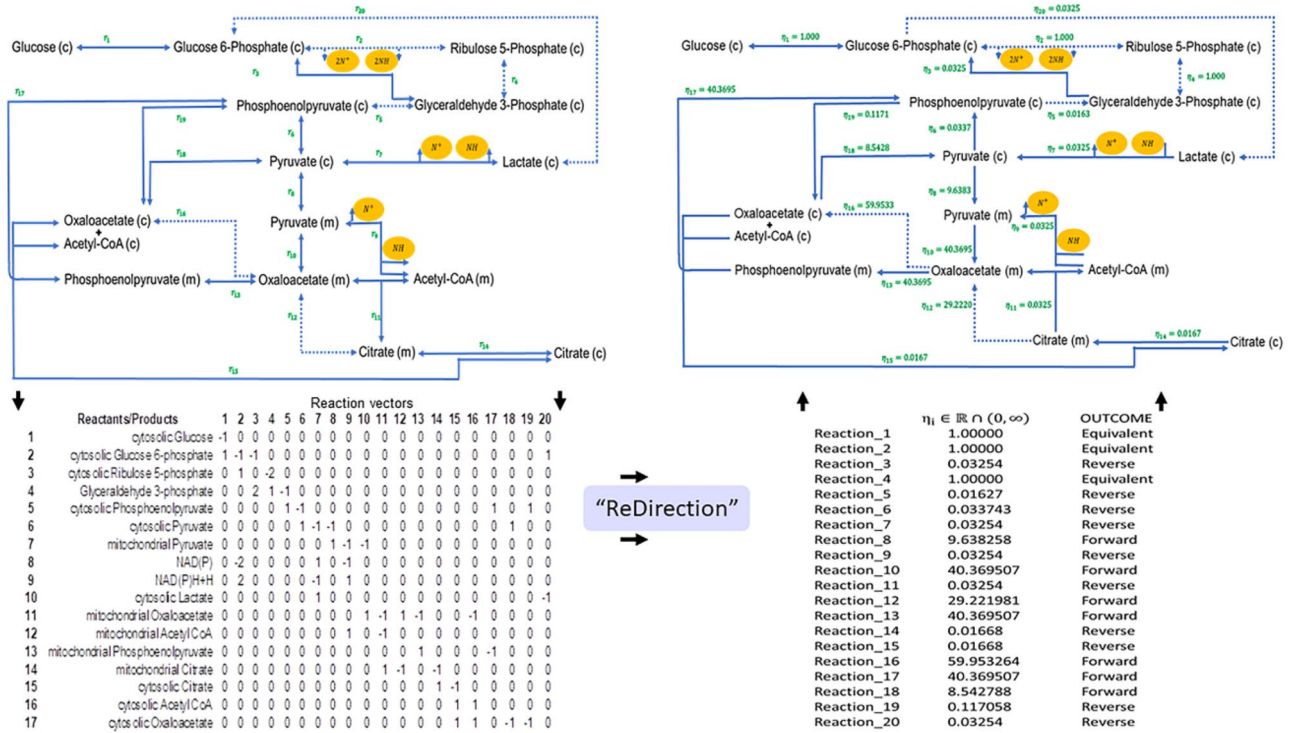 r₂₀
Glucose (c) r₁ Glucose 6-Phosphate (c) r₂ Ribulose 5-Phosphate (c)
2N⁺ 2NH
r₃ r₄
r₁₇
Phosphoenolpyruvate (c) r₅ Glyceraldehyde 3-Phosphate (c)
r₁₉
r₆ N⁺ NH
r₁₈ Pyruvate (c) r₇ Lactate (c)
r₈
Oxaloacetate (c) r₁₆ Pyruvate (m) N⁺
+ r₉
Acetyl-CoA (c) r₁₀ NH
Phosphoenolpyruvate (m) r₁₃ Oxaloacetate (m) Acetyl-CoA (m)
r₁₂ r₁₁
Citrate (m) r₁₄ Citrate (c)
r₁₅
η₂₀ = 0.0325
Glucose (c) η₁ = 1.000 Glucose 6-Phosphate (c) η₂ = 1.000 Ribulose 5-Phosphate (c)
2N⁺ 2NH
η₃ = 0.0325 η₄ = 1.000
η₁₇ = 40.3695
Phosphoenolpyruvate (c) η₅ = 0.0163 Glyceraldehyde 3-Phosphate (c)
η₁₉ = 0.1171
η₆ = 0.0337 N⁺ NH
η₁₈ = 8.5428 Pyruvate (c) η₇ = 0.0325 Lactate (c)
η₈ = 9.6383
Oxaloacetate (c) η₁₆ = 59.9533 Pyruvate (m) N⁺
+ η₉ = 0.0325
Acetyl-CoA (c) η₁₀ = 40.3695 NH
Phosphoenolpyruvate (m) η₁₃ = 40.3695 Oxaloacetate (m) Acetyl-CoA (m)
η₁₂ = 29.2220 η₁₁ = 0.0325
Citrate (m) η₁₄ = 0.0167 Citrate (c)
η₁₅ = 0.0167
Reaction vectors
Reactants/Products 1 2 3 4 5 6 7 8 9 10 11 12 13 14 15 16 17 18 19 20
1 cytosolic Glucose -1 0 0 0 0 0 0 0 0 0 0 0 0 0 0 0 0 0 0 0
2 cytosolic Glucose 6-phosphate 1 -1 -1 0 0 0 0 0 0 0 0 0 0 0 0 0 0 0 0 1
3 cytosolic Ribulose 5-phosphate 0 1 0 -2 0 0 0 0 0 0 0 0 0 0 0 0 0 0 0 0
4 Glyceraldehyde 3-phosphate 0 0 2 1 -1 0 0 0 0 0 0 0 0 0 0 0 0 0 0 0
5 cytosolic Phosphoenolpyruvate 0 0 0 0 1 -1 0 0 0 0 0 0 0 0 0 0 1 0 1 0
6 cytosolic Pyruvate 0 0 0 0 0 1 -1 -1 0 0 0 0 0 0 0 0 0 1 0 0
7 mitochondrial Pyruvate 0 0 0 0 0 0 0 1 -1 -1 0 0 0 0 0 0 0 0 0 0
8 NAD(P) 0 -2 0 0 0 0 1 0 -1 0 0 0 0 0 0 0 0 0 0 0
9 NAD(P)H+H 0 2 0 0 0 0 -1 0 1 0 0 0 0 0 0 0 0 0 0 0
10 cytosolic Lactate 0 0 0 0 0 0 1 0 0 0 0 0 0 0 0 0 0 0 0 -1
11 mitochondrial Oxaloacetate 0 0 0 0 0 0 0 0 0 1 -1 1 -1 0 0 -1 0 0 0 0
12 mitochondrial Acetyl CoA 0 0 0 0 0 0 0 0 1 0 -1 0 0 0 0 0 0 0 0 0
13 mitochondrial Phosphoenolpyruvate 0 0 0 0 0 0 0 0 0 0 0 0 1 0 0 0 -1 0 0 0
14 mitochondrial Citrate 0 0 0 0 0 0 0 0 0 0 1 -1 0 -1 0 0 0 0 0 0
15 cytosolic Citrate 0 0 0 0 0 0 0 0 0 0 0 0 0 1 -1 0 0 0 0 0
16 cytosolic Acetyl CoA 0 0 0 0 0 0 0 0 0 0 0 0 0 0 1 1 0 0 0 0
17 cytosolic Oxaloacetate 0 0 0 0 0 0 0 0 0 0 0 0 0 0 1 1 0 -1 -1 0
“ReDirection”
ηᵢ ∈ ℝ ∩ (0, ∞) OUTCOME
Reaction_1 1.00000 Equivalent
Reaction_2 1.00000 Equivalent
Reaction_3 0.03254 Reverse
Reaction_4 1.00000 Equivalent
Reaction_5 0.01627 Reverse
Reaction_6 0.033743 Reverse
Reaction_7 0.03254 Reverse
Reaction_8 9.638258 Forward
Reaction_9 0.03254 Reverse
Reaction_10 40.369507 Forward
Reaction_11 0.03254 Reverse
Reaction_12 29.221981 Forward
Reaction_13 40.369507 Forward
Reaction_14 0.01668 Reverse
Reaction_15 0.01668 Reverse
Reaction_16 59.953264 Forward
Reaction_17 40.369507 Forward
Reaction_18 8.542788 Forward
Reaction_19 0.117058 Reverse
Reaction_20 0.03254 Reverse